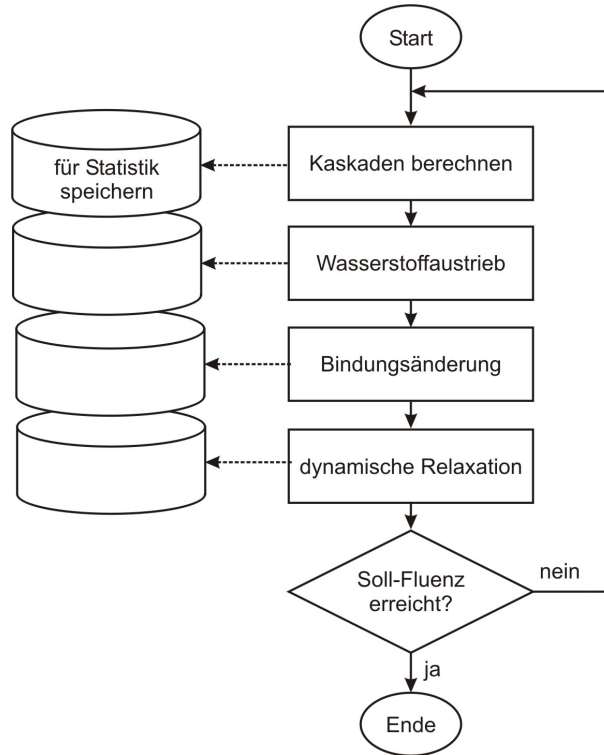 Start
für Statistik
speichern
Kaskaden berechnen
Wasserstoffaustrieb
Bindungsänderung
dynamische Relaxation
Soll-Fluenz
erreicht?
nein
ja
Ende